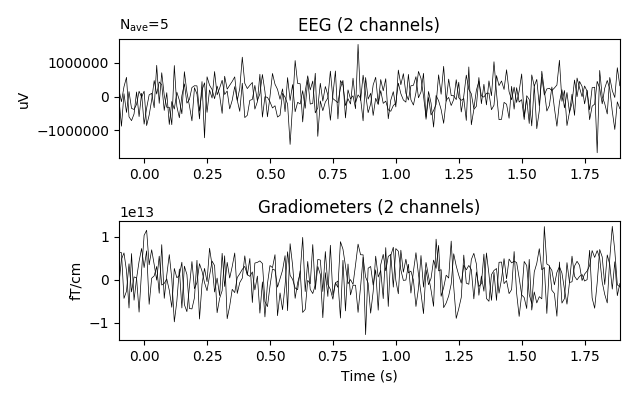 N_ave=5
EEG (2 channels)
1000000
0
−1000000
uV
0.00 0.25 0.50 0.75 1.00 1.25 1.50 1.75
1e13
Gradiometers (2 channels)
1
0
−1
fT/cm
0.00 0.25 0.50 0.75 1.00 1.25 1.50 1.75
Time (s)